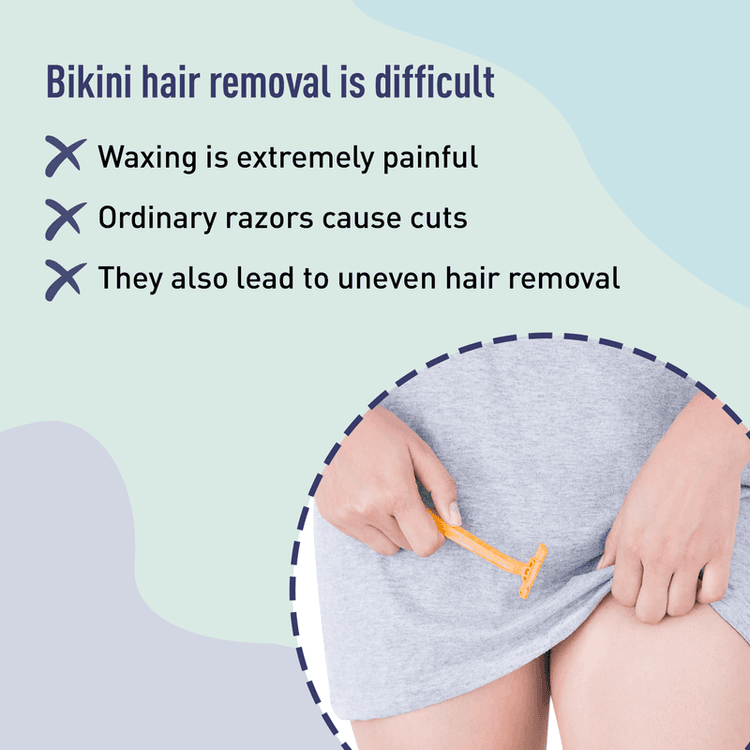 Bikini hair removal is difficult
Waxing is extremely painful
Ordinary razors cause cuts
They also lead to uneven hair removal